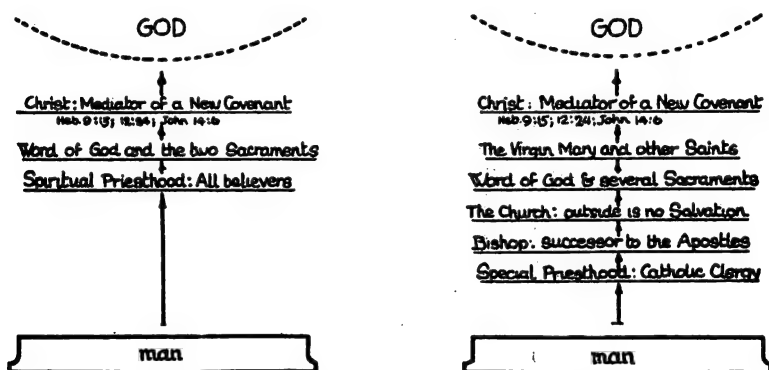 GOD
Christ: Mediator of a New Covenant
Heb. 9:15; 12:24; John 14:6
Word of God and the two Sacraments
Spiritual Priesthood: All believers
man
GOD
Christ: Mediator of a New Covenant
Heb. 9:15; 12:24; John 14:6
The Virgin Mary and other Saints
Word of God & several Sacraments
The Church: outside is no Salvation
Bishop: successor to the Apostles
Special Priesthood: Catholic Clergy
man